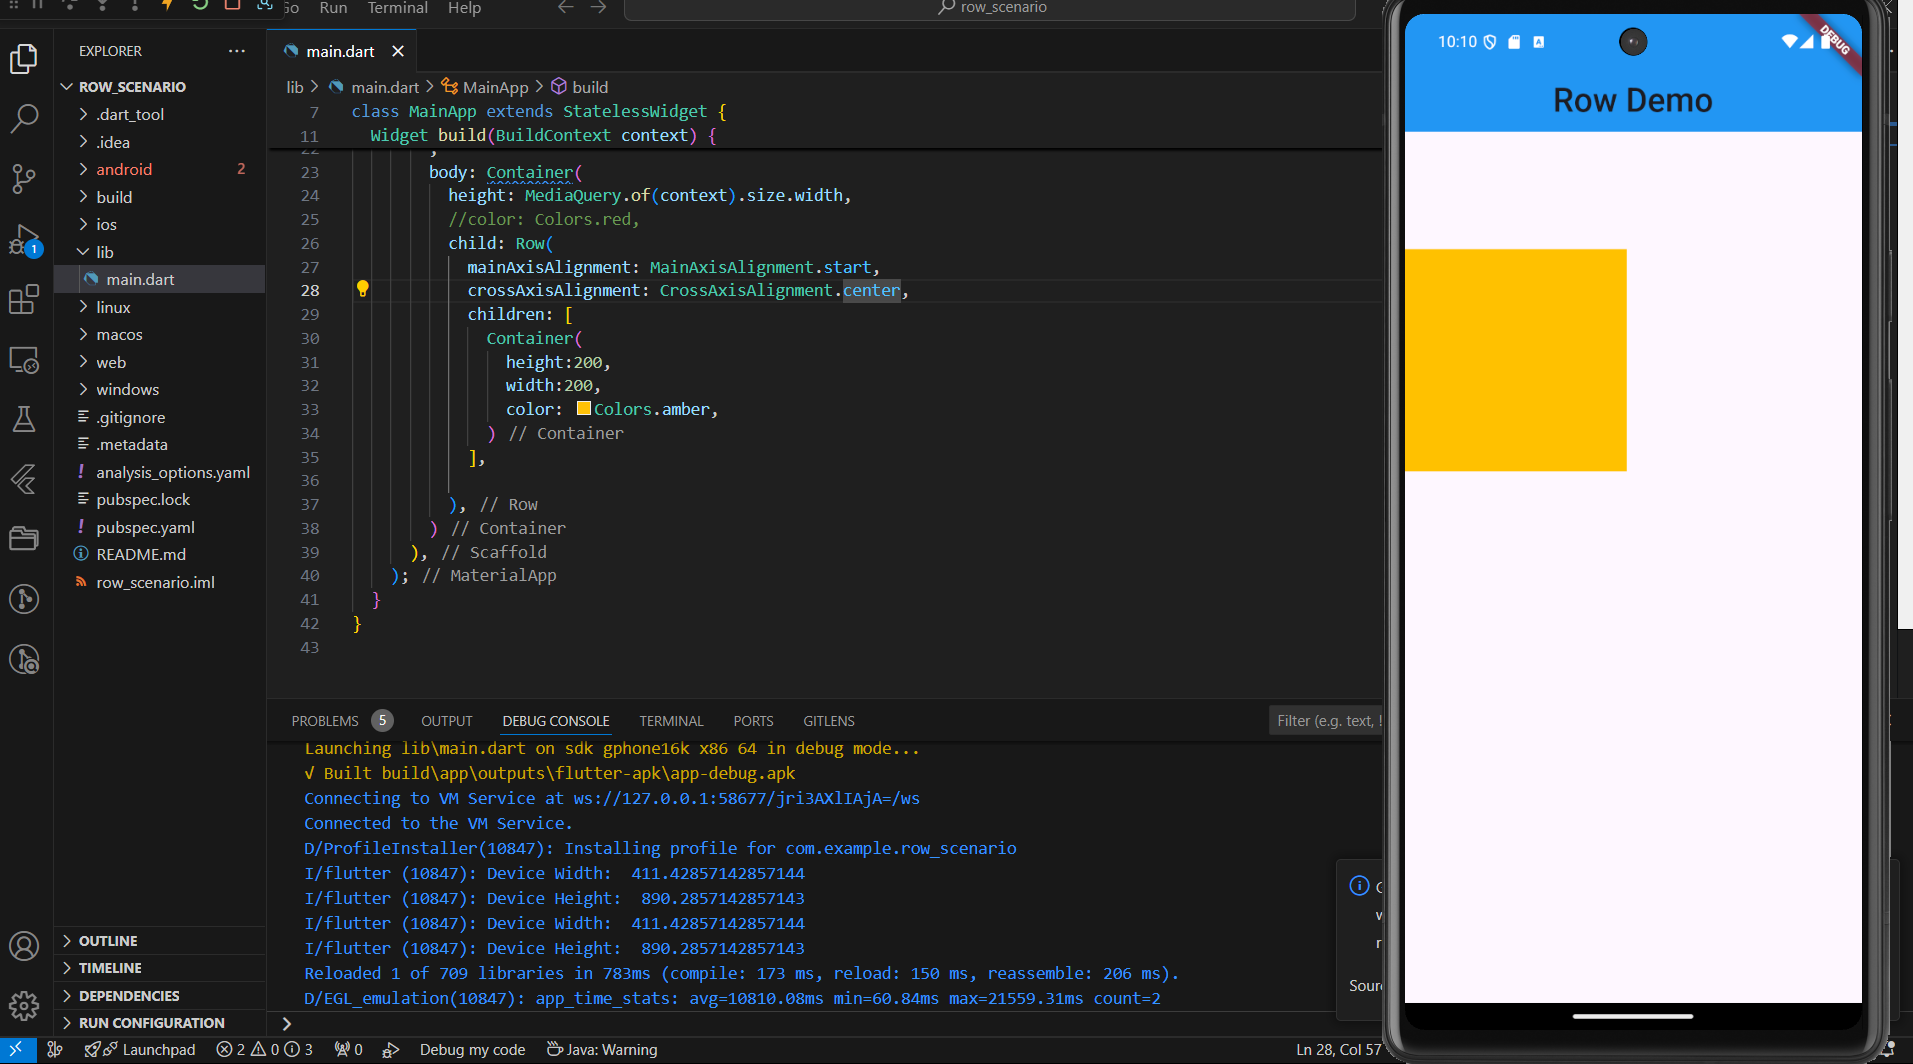 Go Run Terminal Help
row_scenario
EXPLORER
ROW_SCENARIO
.dart_tool
.idea
android 2
build
ios
lib
main.dart
linux
macos
web
windows
.gitignore
.metadata
analysis_options.yaml
pubspec.lock
pubspec.yaml
README.md
row_scenario.iml
OUTLINE
TIMELINE
DEPENDENCIES
RUN CONFIGURATION
1
main.dart
lib > main.dart > MainApp > build
7 class MainApp extends StatelessWidget {
11 Widget build(BuildContext context) {
22 ,
23 body: Container(
24 height: MediaQuery.of(context).size.width,
25 //color: Colors.red,
26 child: Row(
27 mainAxisAlignment: MainAxisAlignment.start,
28 crossAxisAlignment: CrossAxisAlignment.center,
29 children: [
30 Container(
31 height:200,
32 width:200,
33 color: Colors.amber,
34 ) // Container
35 ],
36
37 ), // Row
38 ) // Container
39 ), // Scaffold
40 ); // MaterialApp
41 }
42 }
43
PROBLEMS 5 OUTPUT DEBUG CONSOLE TERMINAL PORTS GITLENS
Filter (e.g. text, !
Launching lib\main.dart on sdk gphone16k x86 64 in debug mode...
√ Built build\app\outputs\flutter-apk\app-debug.apk
Connecting to VM Service at ws://127.0.0.1:58677/jri3AXlIAjA=/ws
Connected to the VM Service.
D/ProfileInstaller(10847): Installing profile for com.example.row_scenario
I/flutter (10847): Device Width:  411.42857142857144
I/flutter (10847): Device Height:  890.2857142857143
I/flutter (10847): Device Width:  411.42857142857144
I/flutter (10847): Device Height:  890.2857142857143
Reloaded 1 of 709 libraries in 783ms (compile: 173 ms, reload: 150 ms, reassemble: 206 ms).
D/EGL_emulation(10847): app_time_stats: avg=10810.08ms min=60.84ms max=21559.31ms count=2
Launchpad 2 0 3 0 Debug my code Java: Warning
Ln 28, Col 57
10:10
DEBUG
Row Demo